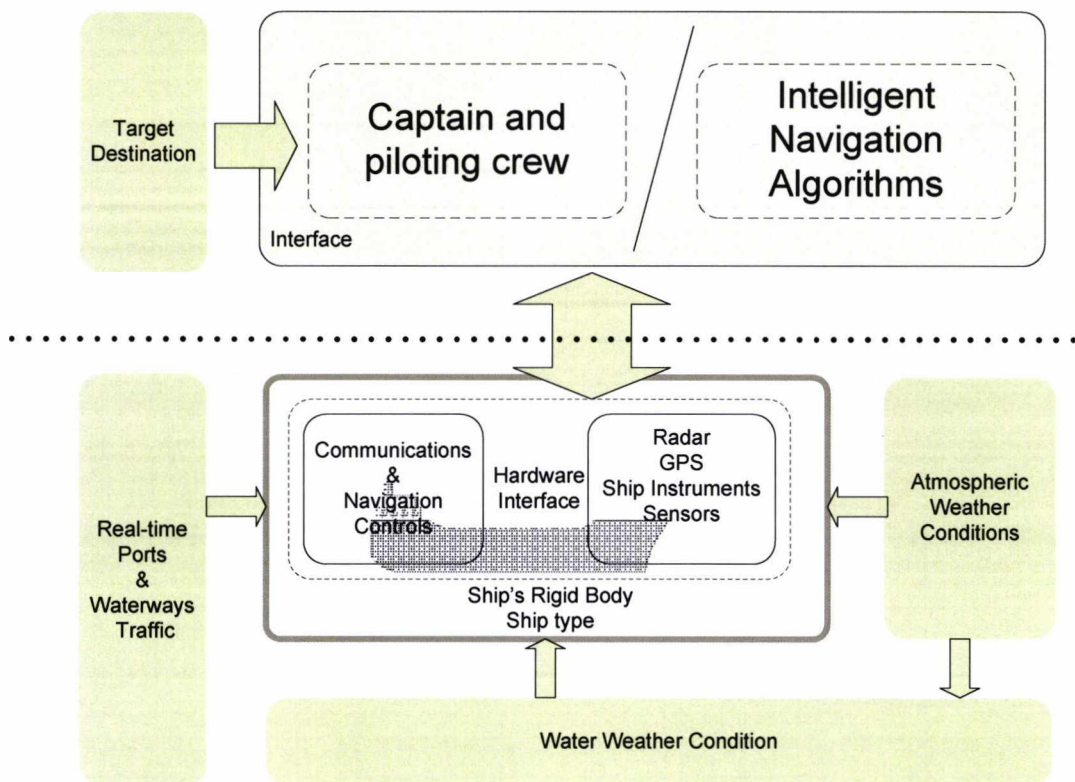 Target
Destination
Captain and
piloting crew
Intelligent
Navigation
Algorithms
Interface
Real-time
Ports
&
Waterways
Traffic
Communications
&
Navigation
Controls
Hardware
Interface
Radar
GPS
Ship Instruments
Sensors
Ship's Rigid Body
Ship type
Atmospheric
Weather
Conditions
Water Weather Condition